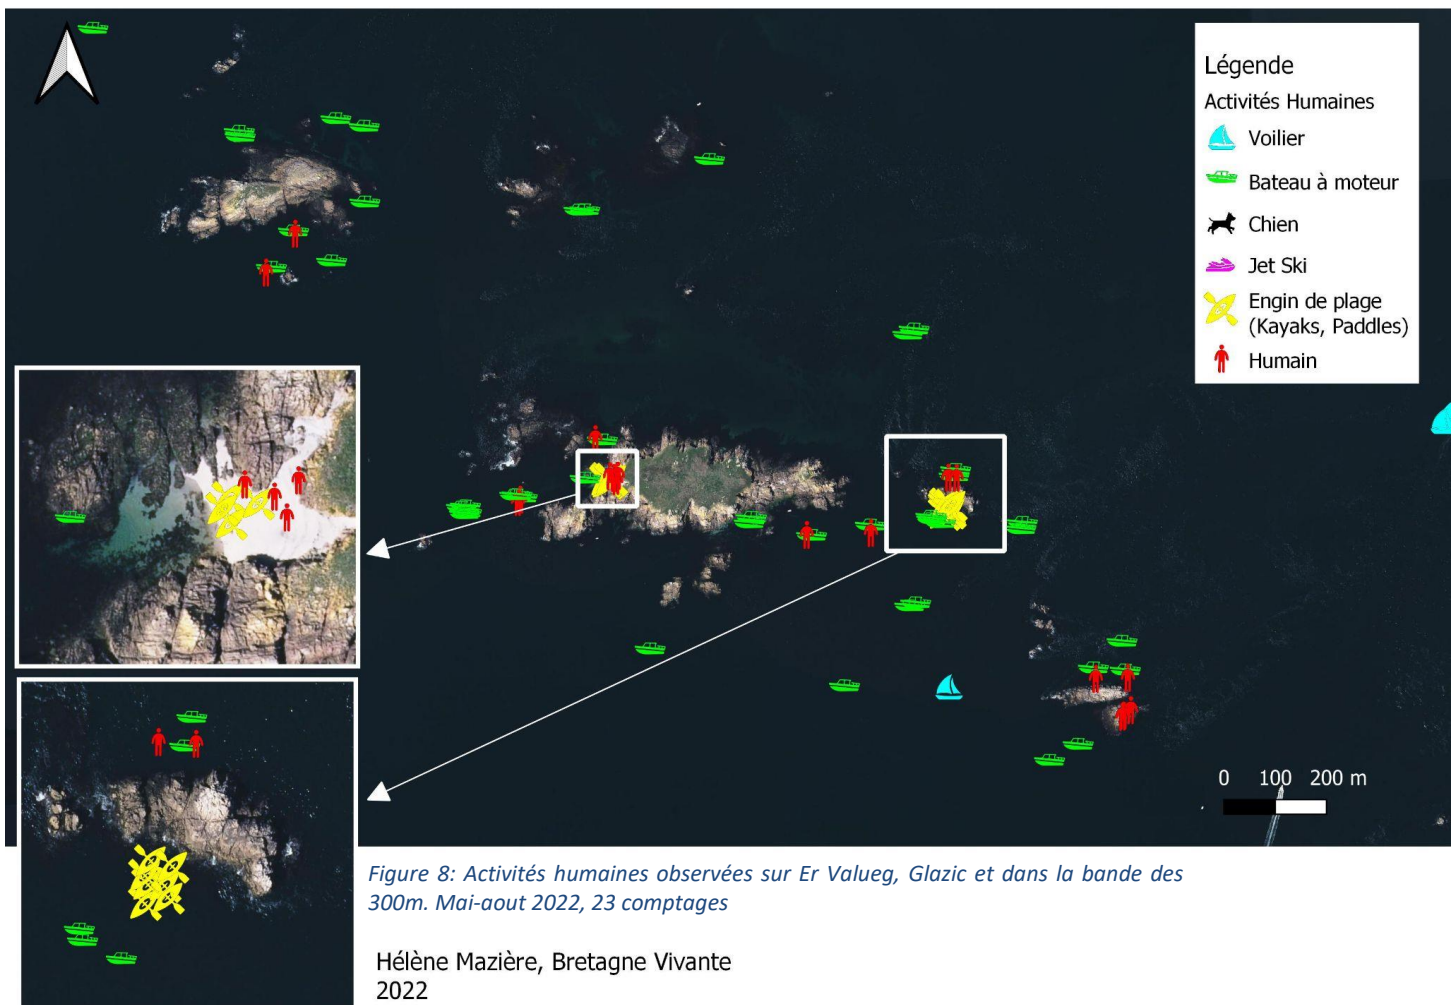 Légende
Activités Humaines
Voilier
Bateau à moteur
Chien
Jet Ski
Engin de plage
(Kayaks, Paddles)
Humain
0 100 200 m
Figure 8: Activités humaines observées sur Er Valueg, Glazic et dans la bande des
300m. Mai-aout 2022, 23 comptages
Hélène Mazière, Bretagne Vivante
2022